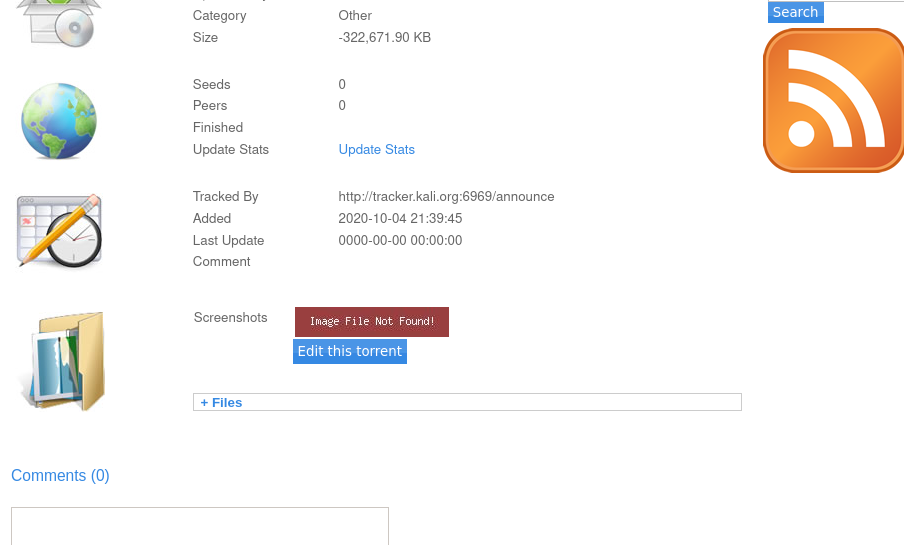 Search
Category Other
Size -322,671.90 KB
Seeds 0
Peers 0
Finished
Update Stats Update Stats
Tracked By http://tracker.kali.org:6969/announce
Added 2020-10-04 21:39:45
Last Update 0000-00-00 00:00:00
Comment
Screenshots Image File Not Found!
Edit this torrent
+ Files
Comments (0)